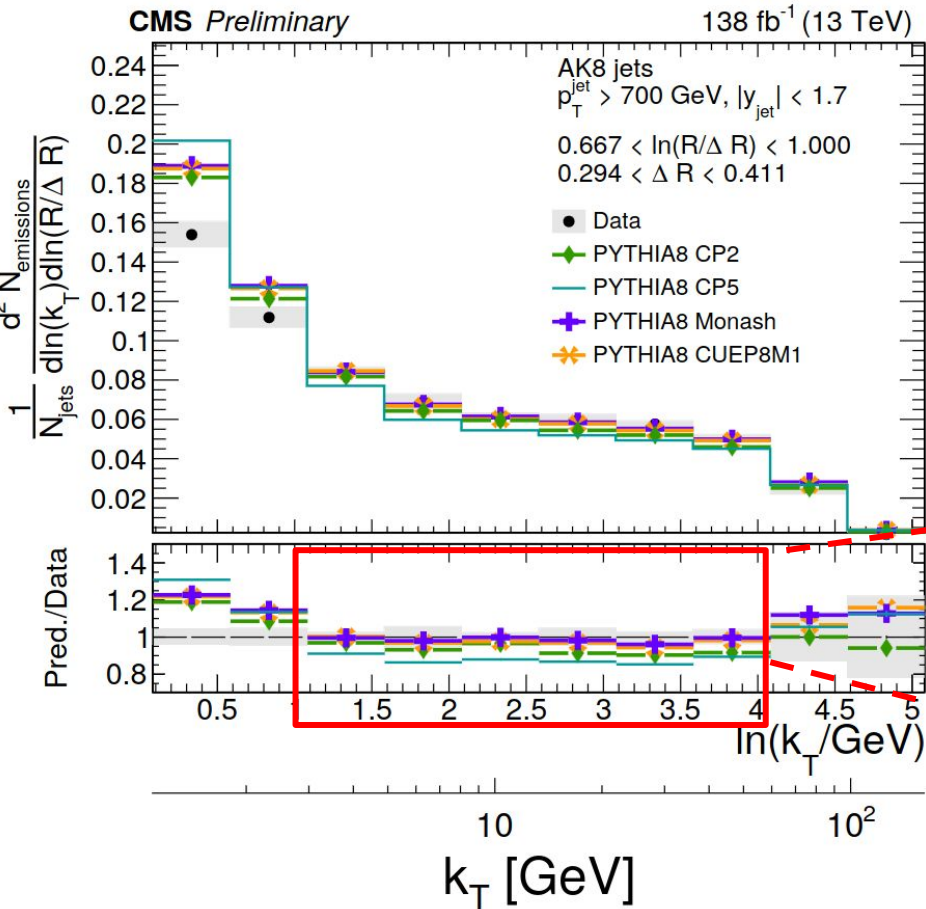 CMS Preliminary
138 fb⁻¹ (13 TeV)
AK8 jets
p_T^jet > 700 GeV, |y_jet| < 1.7
0.667 < ln(R/Δ R) < 1.000
0.294 < Δ R < 0.411
Data
PYTHIA8 CP2
PYTHIA8 CP5
PYTHIA8 Monash
PYTHIA8 CUEP8M1
1
N_jets
d² N_emissions
dln(k_T)dln(R/Δ R)
0.24
0.22
0.2
0.18
0.16
0.14
0.12
0.1
0.08
0.06
0.04
0.02
Pred./Data
1.4
1.2
1
0.8
0.5 1 1.5 2 2.5 3 3.5 4 4.5 5
ln(k_T/GeV)
10 10²
k_T [GeV]